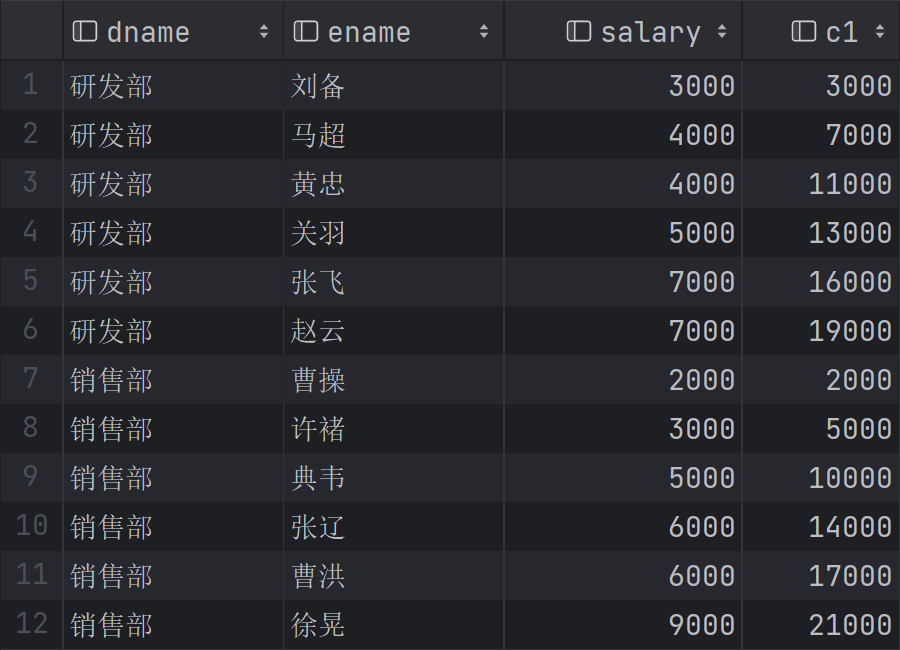 dname ename salary c1
1 研发部 刘备 3000 3000
2 研发部 马超 4000 7000
3 研发部 黄忠 4000 11000
4 研发部 关羽 5000 13000
5 研发部 张飞 7000 16000
6 研发部 赵云 7000 19000
7 销售部 曹操 2000 2000
8 销售部 许褚 3000 5000
9 销售部 典韦 5000 10000
10 销售部 张辽 6000 14000
11 销售部 曹洪 6000 17000
12 销售部 徐晃 9000 21000